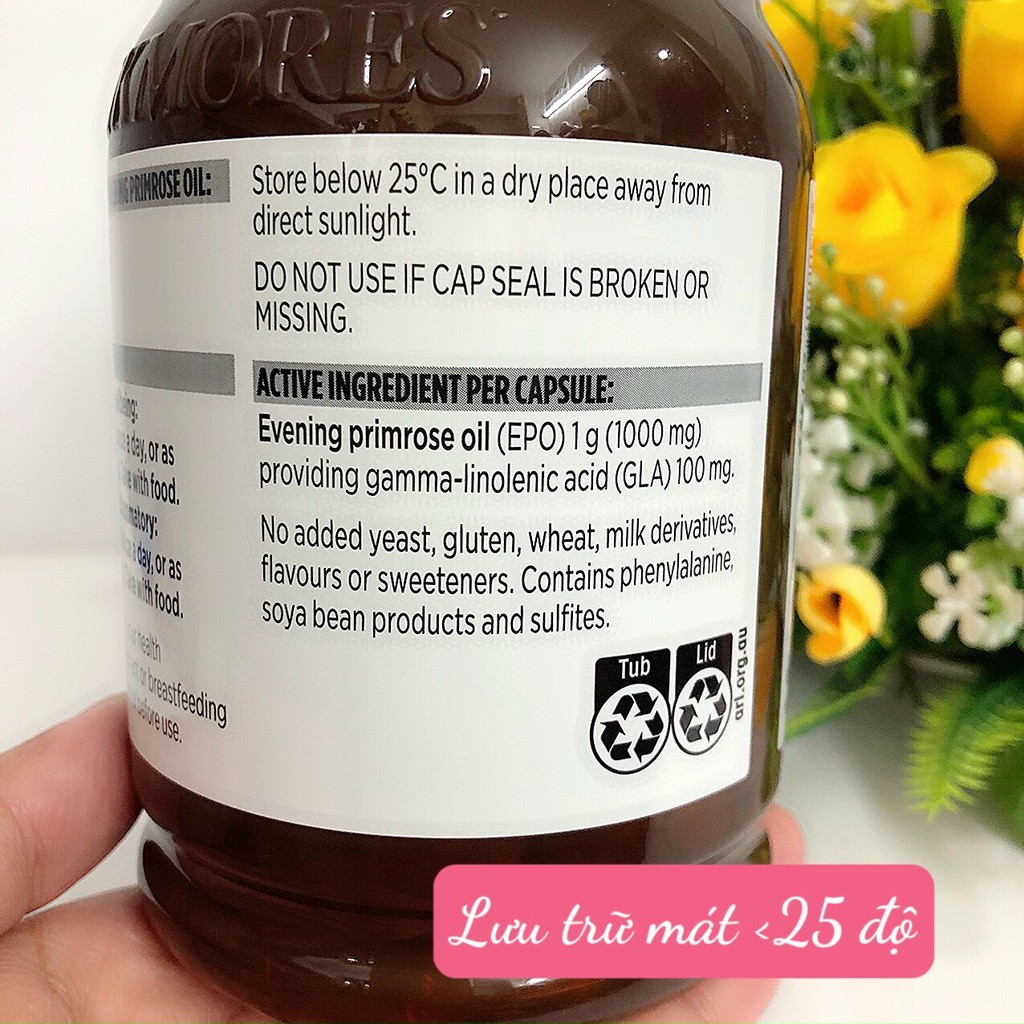 MORES
PRIMROSE OIL:
a day, or as
with food.
a day, or as
with food.
health
or breastfeeding
before use.
Store below 25°C in a dry place away from
direct sunlight.
DO NOT USE IF CAP SEAL IS BROKEN OR
MISSING.
ACTIVE INGREDIENT PER CAPSULE:
Evening primrose oil (EPO) 1 g (1000 mg)
providing gamma-linolenic acid (GLA) 100 mg.
No added yeast, gluten, wheat, milk derivatives,
flavours or sweeteners. Contains phenylalanine,
soya bean products and sulfites.
Tub
Lid
arl.org.au
Lưu trữ mát <25 độ